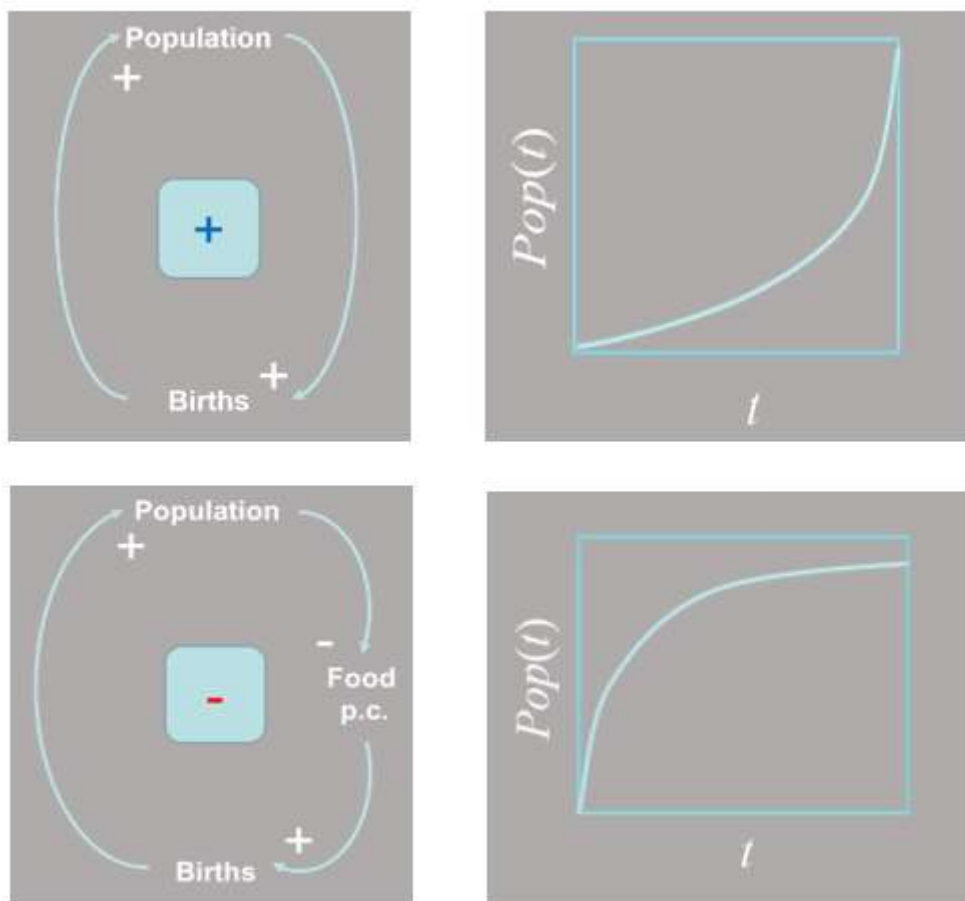 Population
+
+
+
Births
Pop(t)
t
Population
+
-
Food
p.c.
-
+
Births
Pop(t)
t